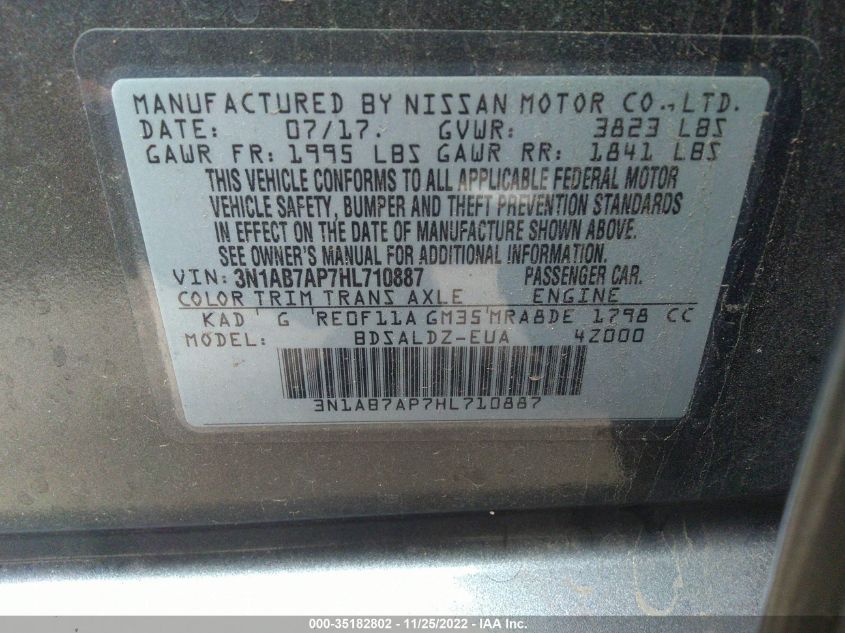 MANUFACTURED BY NISSAN MOTOR CO., LTD.
DATE: 07/17 GVWR: 3823 LBS
GAWR FR: 1995 LBS GAWR RR: 1841 LBS
THIS VEHICLE CONFORMS TO ALL APPLICABLE FEDERAL MOTOR
VEHICLE SAFETY, BUMPER AND THEFT PREVENTION STANDARDS
IN EFFECT ON THE DATE OF MANUFACTURE SHOWN ABOVE.
SEE OWNER'S MANUAL FOR ADDITIONAL INFORMATION.
VIN: 3N1AB7AP7HL710887 PASSENGER CAR.
COLOR TRIM TRANS AXLE ENGINE
KAD G RE0F11A GM35 MRA8DE 1798 CC
MODEL: BDSALDZ-EUA 4Z000
3N1AB7AP7HL710887
000-35182802 - 11/25/2022 - IAA Inc.